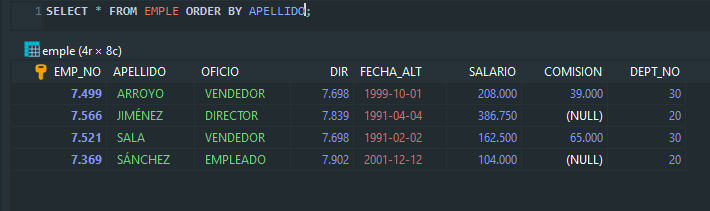 1 SELECT * FROM EMPLE ORDER BY APELLIDO;
emple (4r × 8c)
EMP_NO APELLIDO OFICIO DIR FECHA_ALT SALARIO COMISION DEPT_NO
7.499 ARROYO VENDEDOR 7.698 1999-10-01 208.000 39.000 30
7.566 JIMÉNEZ DIRECTOR 7.839 1991-04-04 386.750 (NULL) 20
7.521 SALA VENDEDOR 7.698 1991-02-02 162.500 65.000 30
7.369 SÁNCHEZ EMPLEADO 7.902 2001-12-12 104.000 (NULL) 20